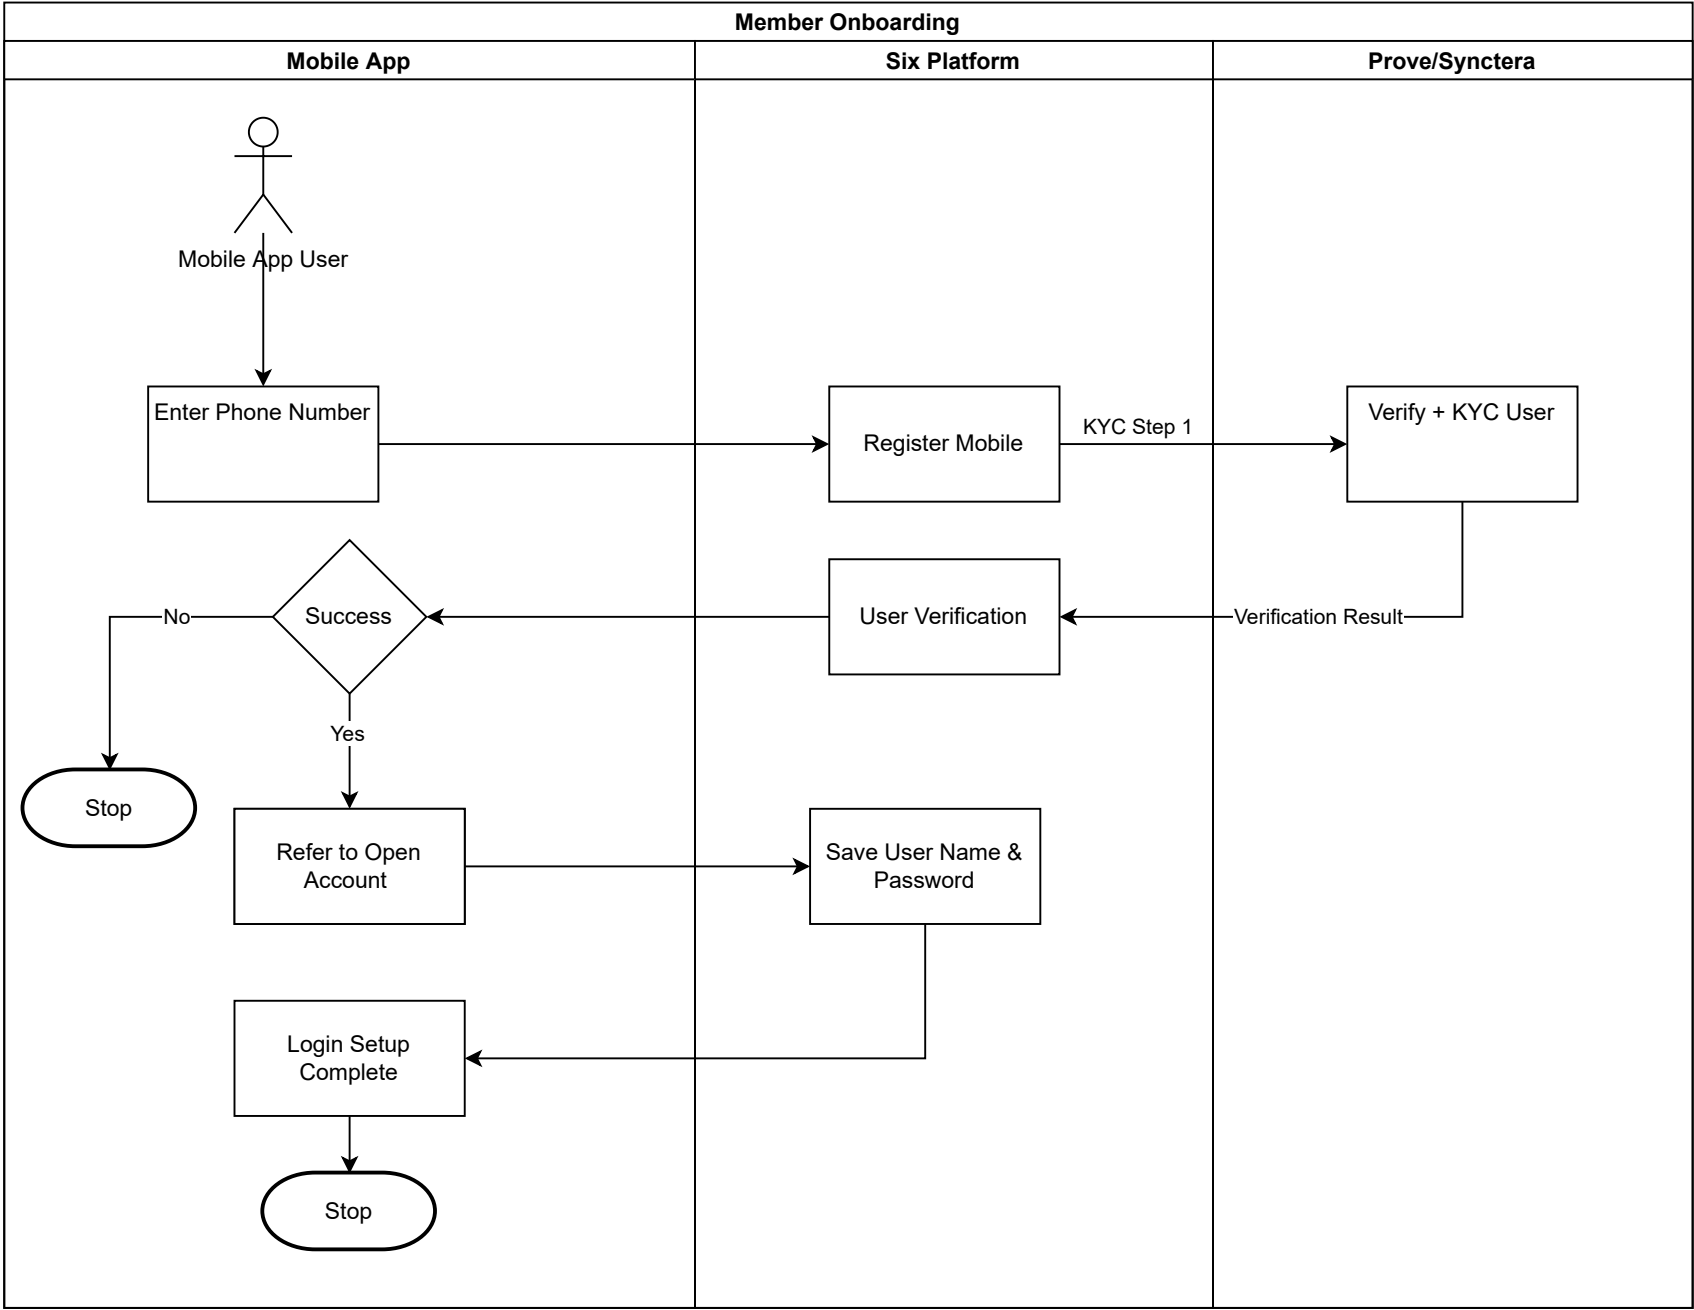 Member Onboarding
Mobile App
Six Platform
Prove/Synctera
Mobile App User
Enter Phone Number
Register Mobile
KYC Step 1
Verify + KYC User
Success
No
User Verification
Verification Result
Yes
Stop
Refer to Open
Account
Save User Name &
Password
Login Setup
Complete
Stop